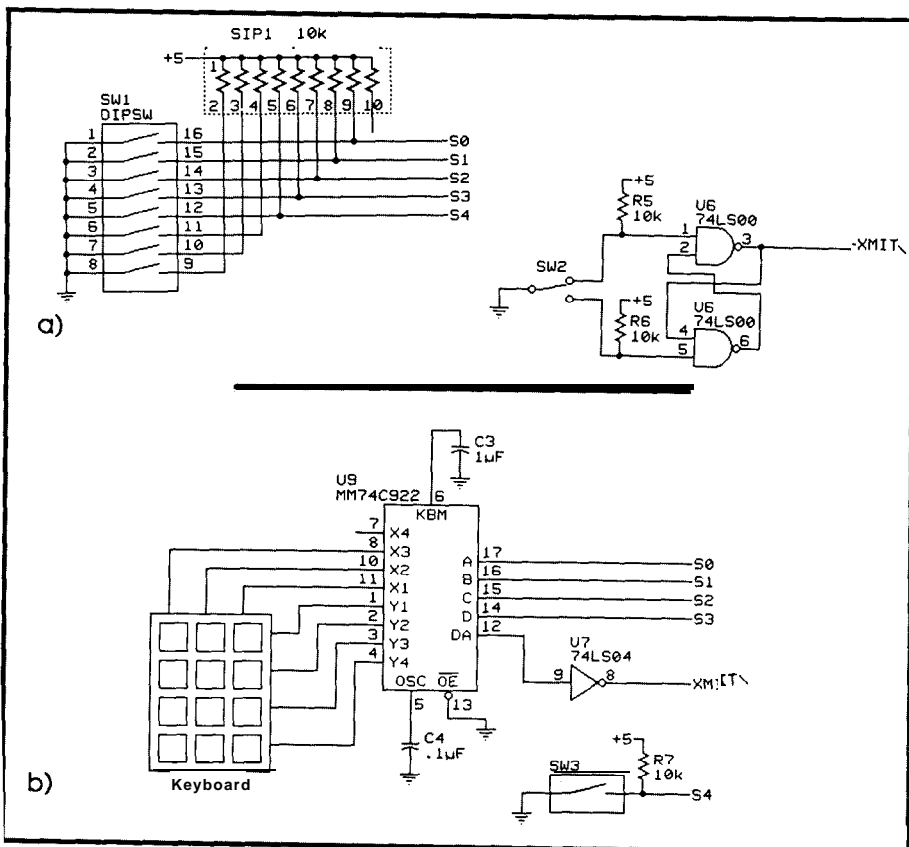 SIP1 10k
+5
1
2 3 4 5 6 7 8 9 10
SW1
DIPSW
1 16 S0
2 15 S1
3 14 S2
4 13 S3
5 12 S4
6 11
7 10
8 9
a)
+5
R5
10k
U6
74LS00
1
2
3
XMIT\
SW2
+5
R6
10k
U6
74LS00
4
5
6
C3
1µF
U9
MM74C922
6
KBM
7 X4
8 X3
10 X2
11 X1
1 Y1
2 Y2
3 Y3
4 Y4
A 17 S0
B 16 S1
C 15 S2
D 14 S3
DA 12
OSC OE
5 13
U7
74LS04
9 8
XMIT\
C4
.1µF
Keyboard
b)
+5
R7
10k
SW3
S4